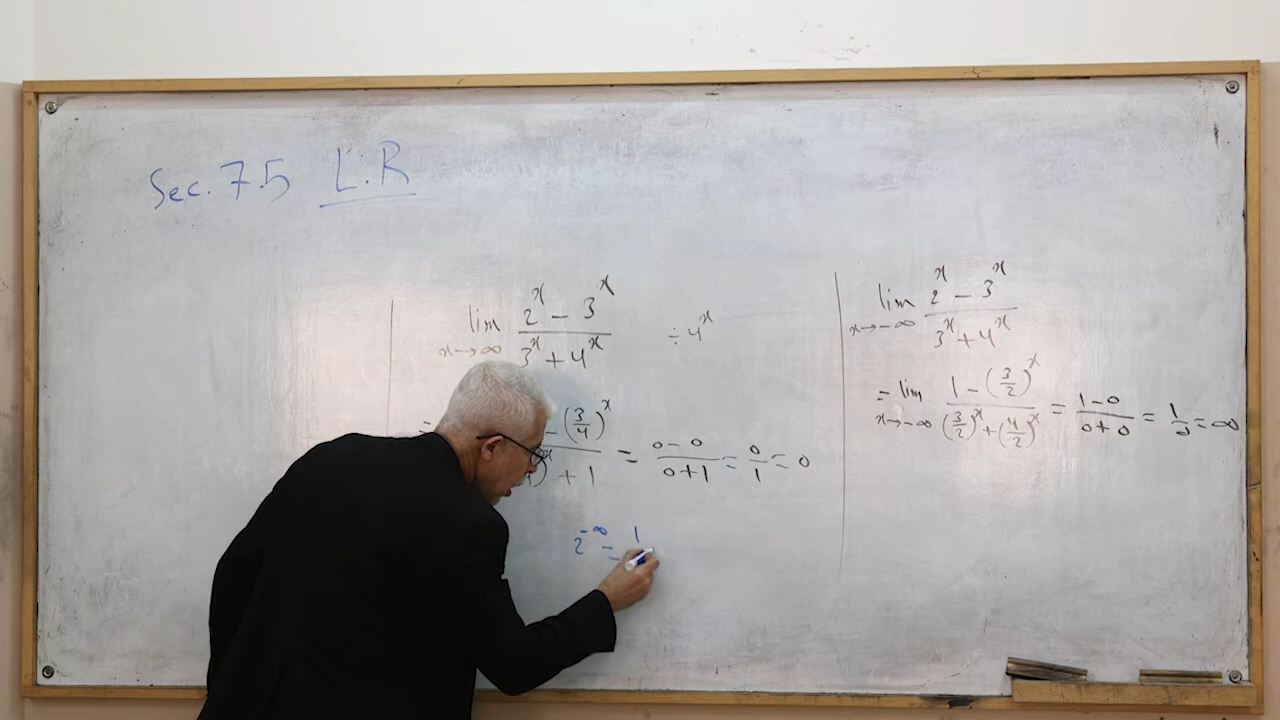 Sec. 7.5 L'.R
lim x→∞ (2^x - 3^x)/(3^x + 4^x) ÷ 4^x
= - (3/4)^x / + 1 = (0 - 0)/(0 + 1) = 0/1 = 0
2^-∞ = 1
lim x→-∞ (2^x - 3^x)/(3^x + 4^x)
= lim x→-∞ (1 - (3/2)^x)/((3/2)^x + (4/2)^x) = (1 - 0)/(0 + 0) = 1/0 = ∞